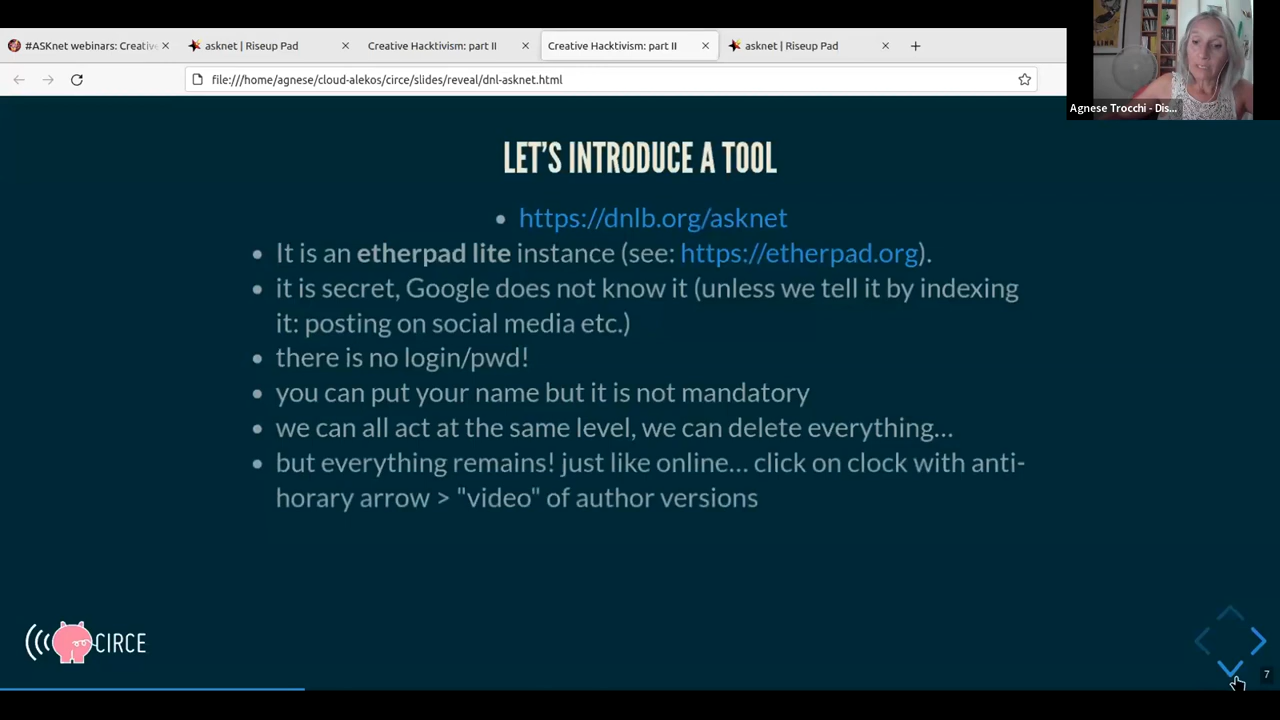 #ASKnet webinars: Creative
asknet | Riseup Pad
Creative Hacktivism: part II
Creative Hacktivism: part II
asknet | Riseup Pad
file:///home/agnese/cloud-alekos/circe/slides/reveal/dnl-asknet.html
Agnese Trocchi - Dis...
LET'S INTRODUCE A TOOL
• https://dnlb.org/asknet
• It is an etherpad lite instance (see: https://etherpad.org).
• it is secret, Google does not know it (unless we tell it by indexing
it: posting on social media etc.)
• there is no login/pwd!
• you can put your name but it is not mandatory
• we can all act at the same level, we can delete everything...
• but everything remains! just like online... click on clock with anti-
horary arrow > "video" of author versions
CIRCE
7